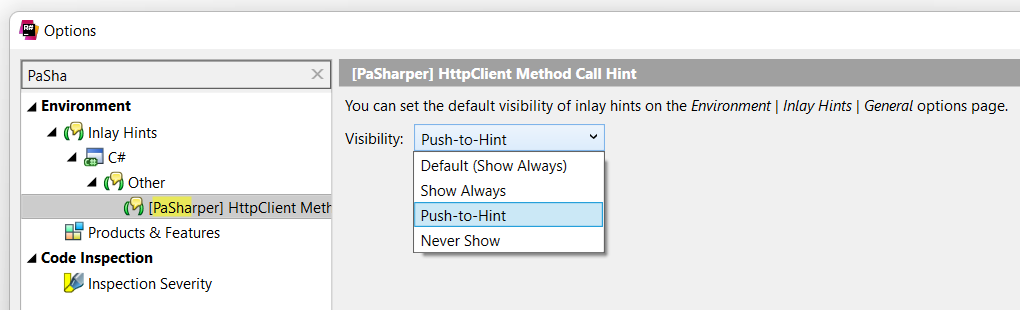 R#
Options
PaSha
Environment
Inlay Hints
C#
Other
[PaSharper] HttpClient Meth
Products & Features
Code Inspection
Inspection Severity
[PaSharper] HttpClient Method Call Hint
You can set the default visibility of inlay hints on the Environment | Inlay Hints | General options page.
Visibility: Push-to-Hint
Default (Show Always)
Show Always
Push-to-Hint
Never Show